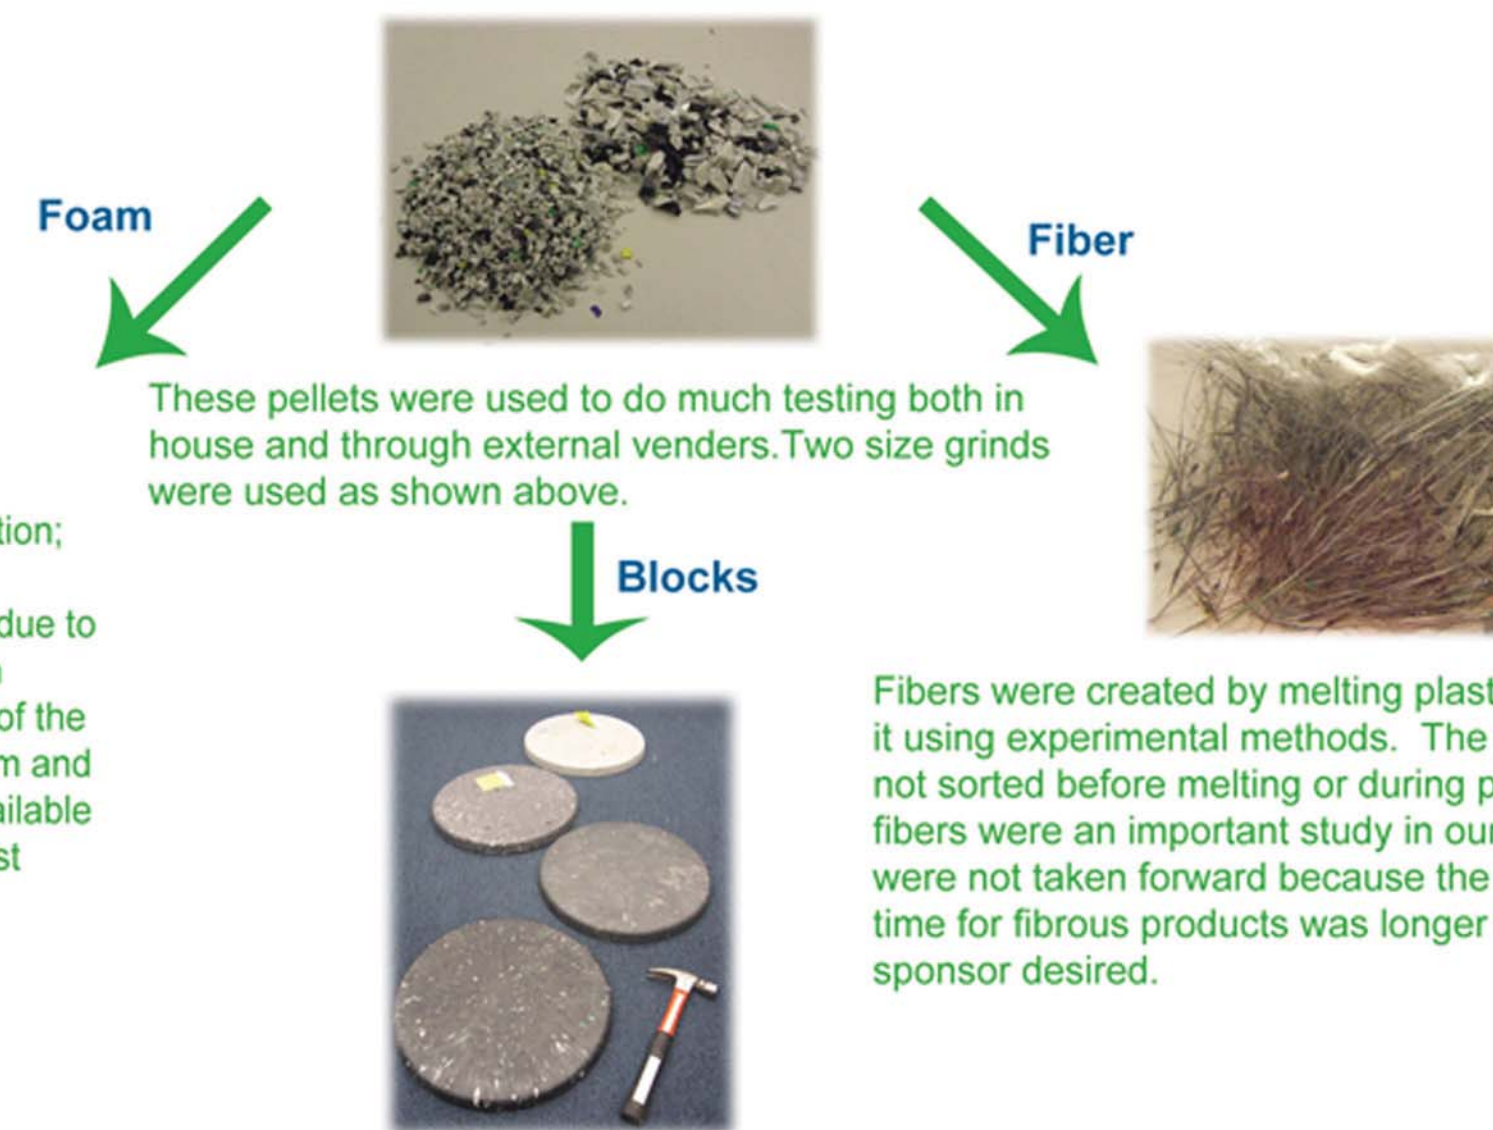 Foam
Fiber
These pellets were used to do much testing both in
house and through external venders.Two size grinds
were used as shown above.
tion;
due to
of the
m and
ailable
st
Blocks
Fibers were created by melting plast
it using experimental methods.  The
not sorted before melting or during p
fibers were an important study in our
were not taken forward because the
time for fibrous products was longer
sponsor desired.